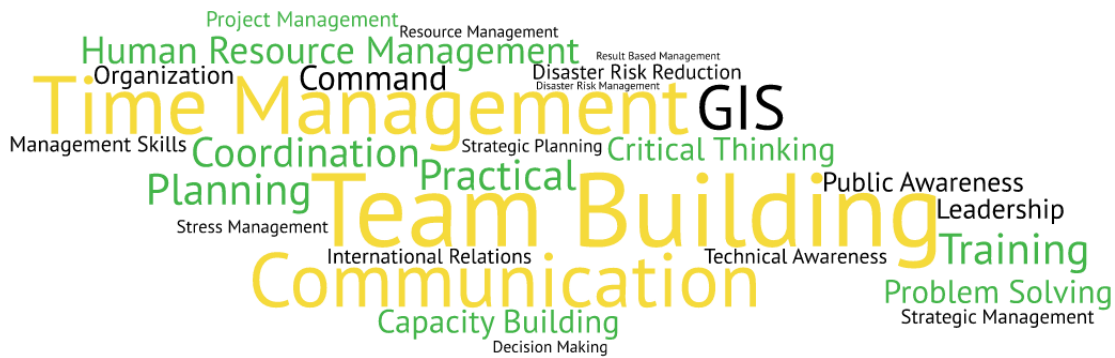 Project Management
Resource Management
Human Resource Management
Result Based Management
Organization
Command
Disaster Risk Reduction
Disaster Risk Management
Time Management
GIS
Management Skills
Coordination
Strategic Planning
Critical Thinking
Planning
Practical
Public Awareness
Team Building
Leadership
Stress Management
International Relations
Technical Awareness
Training
Communication
Problem Solving
Strategic Management
Capacity Building
Decision Making